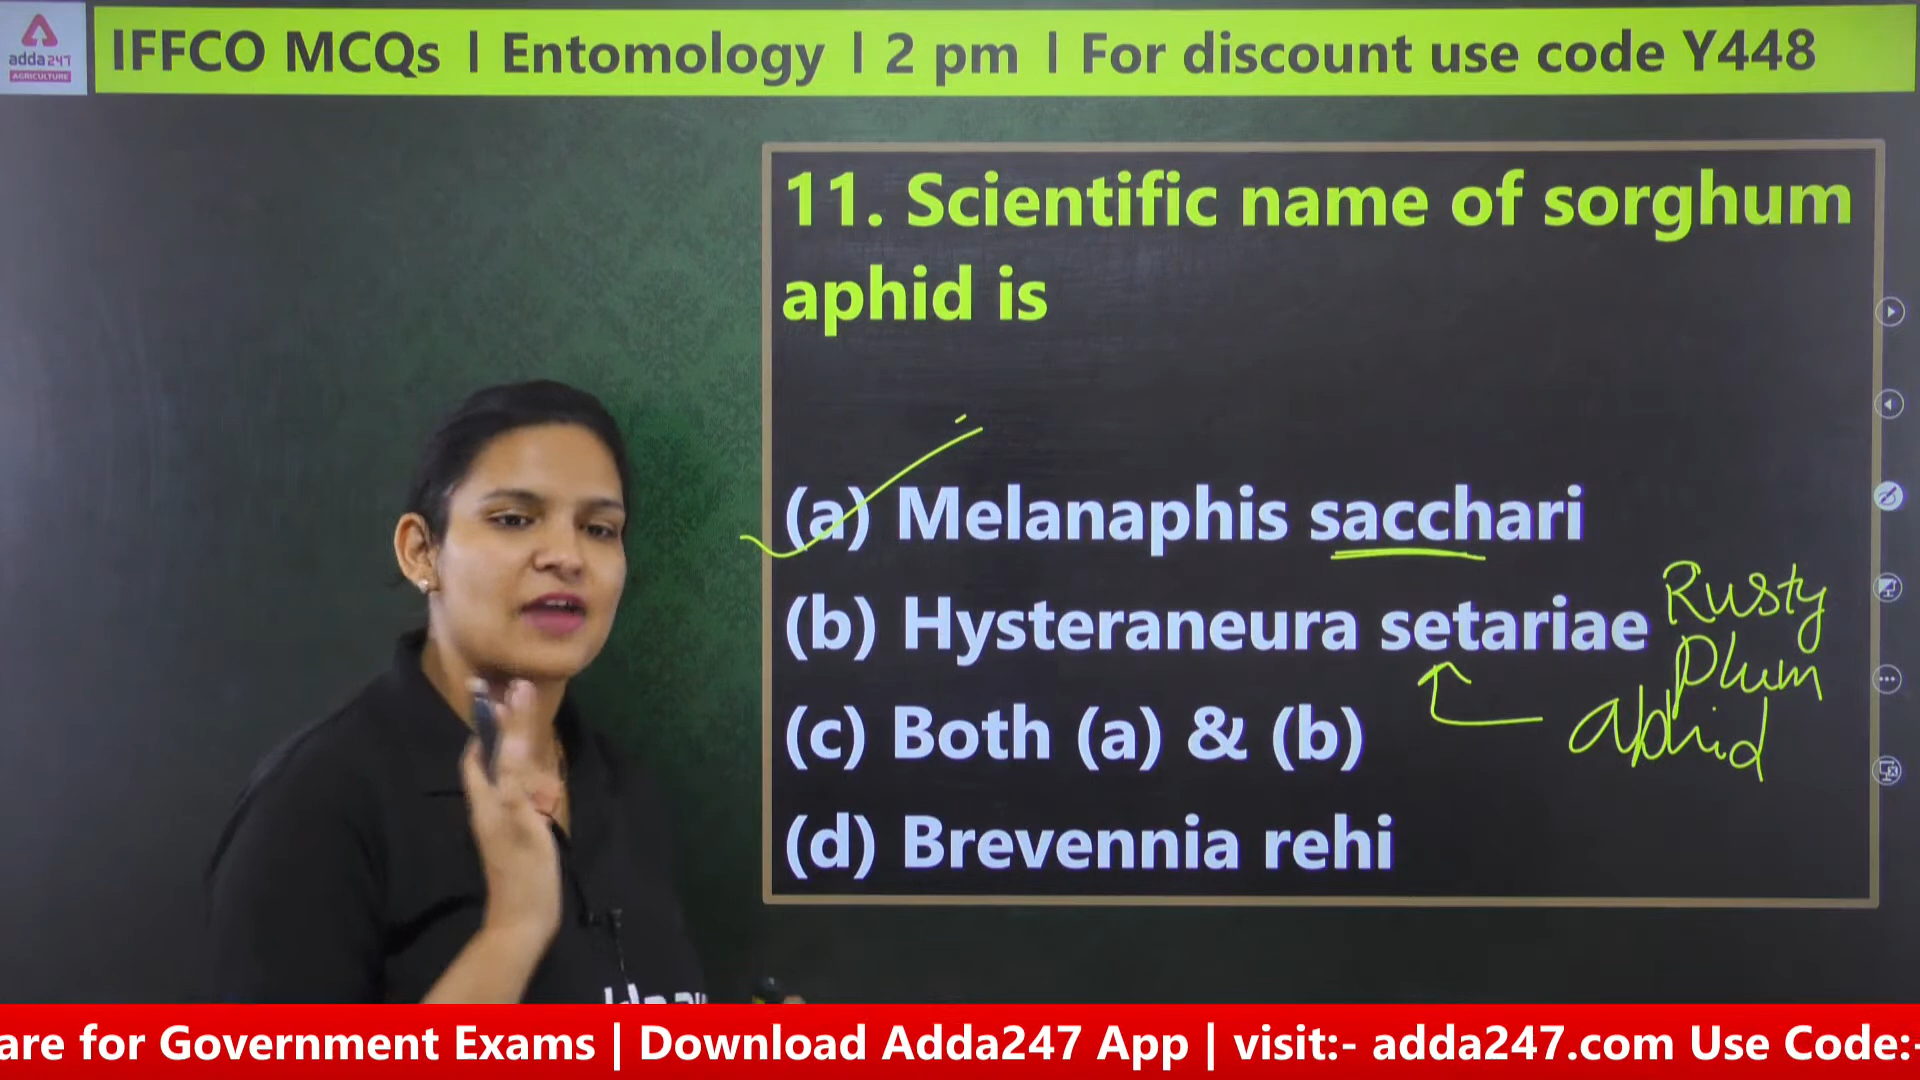 adda247
AGRICULTURE
IFFCO MCQs I Entomology I 2 pm I For discount use code Y448
11. Scientific name of sorghum
aphid is
(a) Melanaphis sacchari
(b) Hysteraneura setariae
Rusty
Plum
aphid
(c) Both (a) & (b)
(d) Brevennia rehi
are for Government Exams | Download Adda247 App | visit:- adda247.com Use Code:-